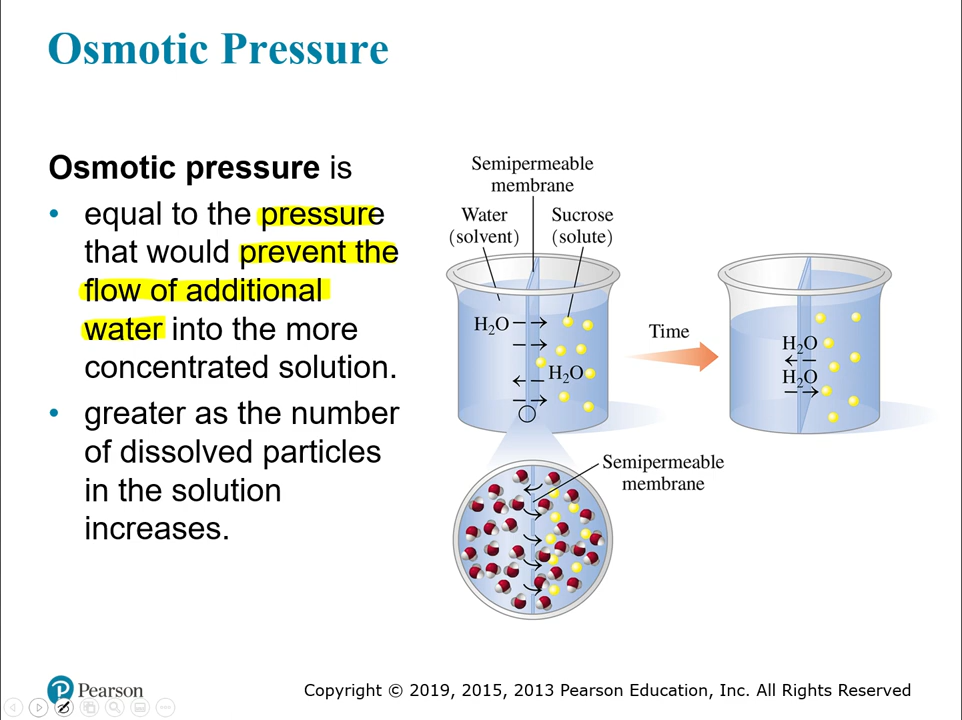 Osmotic Pressure
Osmotic pressure is
• equal to the pressure
that would prevent the
flow of additional
water into the more
concentrated solution.
• greater as the number
of dissolved particles
in the solution
increases.
Semipermeable
membrane
Water
(solvent)
Sucrose
(solute)
H₂O
H₂O
Time
H₂O
H₂O
Semipermeable
membrane
P Pearson
Copyright © 2019, 2015, 2013 Pearson Education, Inc. All Rights Reserved